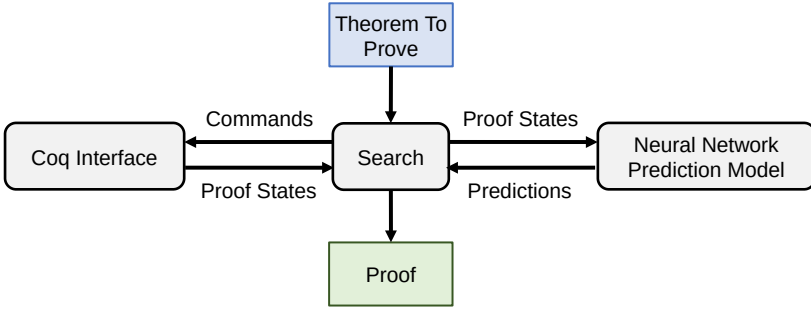 Theorem To
Prove
Commands
Proof States
Coq Interface
Search
Neural Network
Prediction Model
Proof States
Predictions
Proof